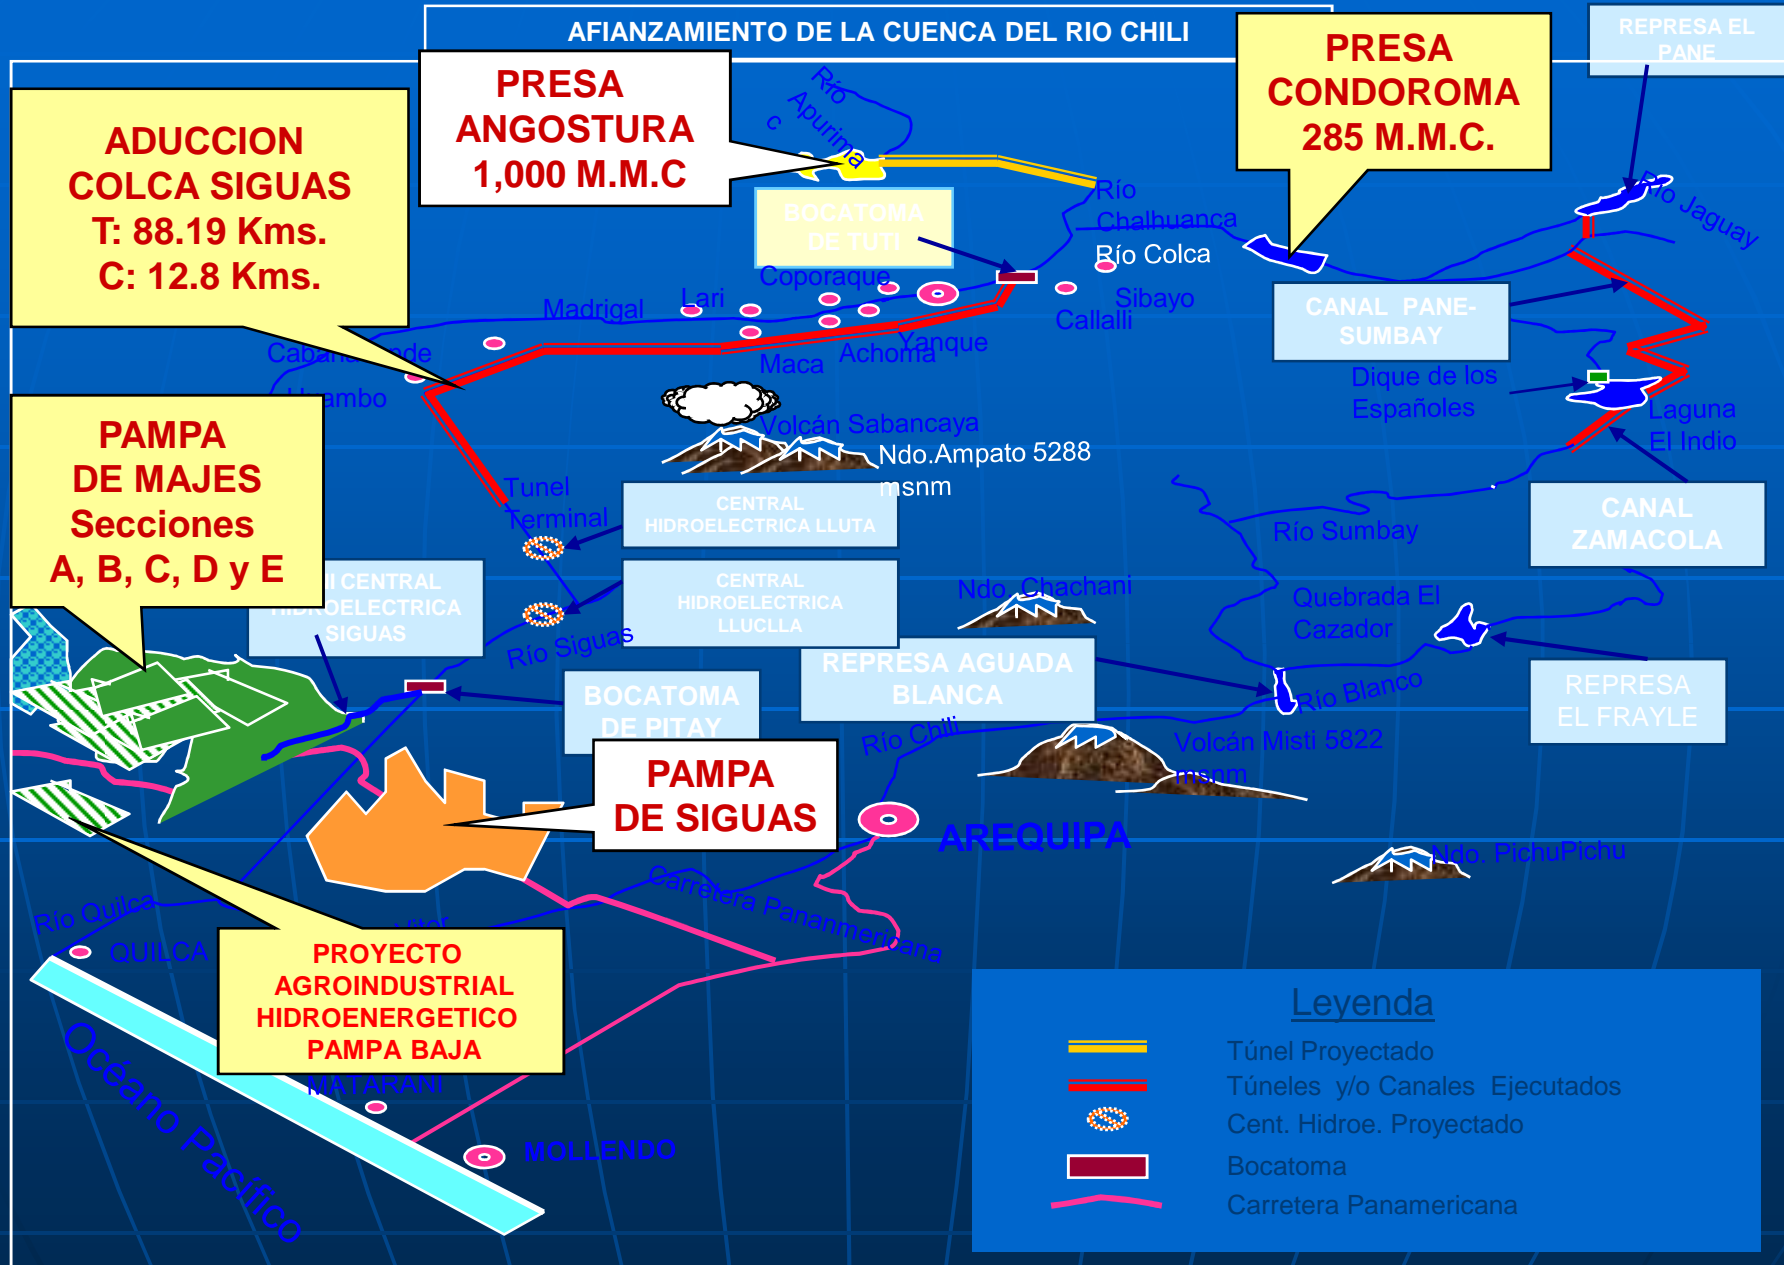 AFIANZAMIENTO DE LA CUENCA DEL RIO CHILI
REPRESA EL
PANE
PRESA
CONDOROMA
285 M.M.C.
PRESA
ANGOSTURA
1,000 M.M.C
ADUCCION
COLCA SIGUAS
T: 88.19 Kms.
C: 12.8 Kms.
Río
Apurima
c
BOCATOMA
DE TUTI
Río
Chalhuanca
Río Colca
Río Jaguay
Coporaque
Lari
Madrigal
Sibayo
Callalli
Yanque
Achoma
Maca
CANAL PANE-
SUMBAY
Dique de los
Españoles
Laguna
El Indio
Volcán Sabancaya
Ndo.Ampato 5288
msnm
PAMPA
DE MAJES
Secciones
A, B, C, D y E
Tunel
Terminal
CENTRAL
HIDROELECTRICA LLUTA
CENTRAL
HIDROELECTRICA
LLUCLLA
CENTRAL
HIDROELECTRICA
SIGUAS
Río Siguas
Río Sumbay
CANAL
ZAMACOLA
Ndo. Chachani
Quebrada El
Cazador
REPRESA AGUADA
BLANCA
Río Blanco
REPRESA
EL FRAYLE
BOCATOMA
DE PITAY
Río Chili
Volcán Misti 5822
msnm
PAMPA
DE SIGUAS
AREQUIPA
Ndo. PichuPichu
Carretera Pananmericana
Río Quilca
Vitor
QUILCA
PROYECTO
AGROINDUSTRIAL
HIDROENERGETICO
PAMPA BAJA
MATARANI
MOLLENDO
Océano Pacífico
Leyenda
Túnel Proyectado
Túneles y/o Canales Ejecutados
Cent. Hidroe. Proyectado
Bocatoma
Carretera Panamericana